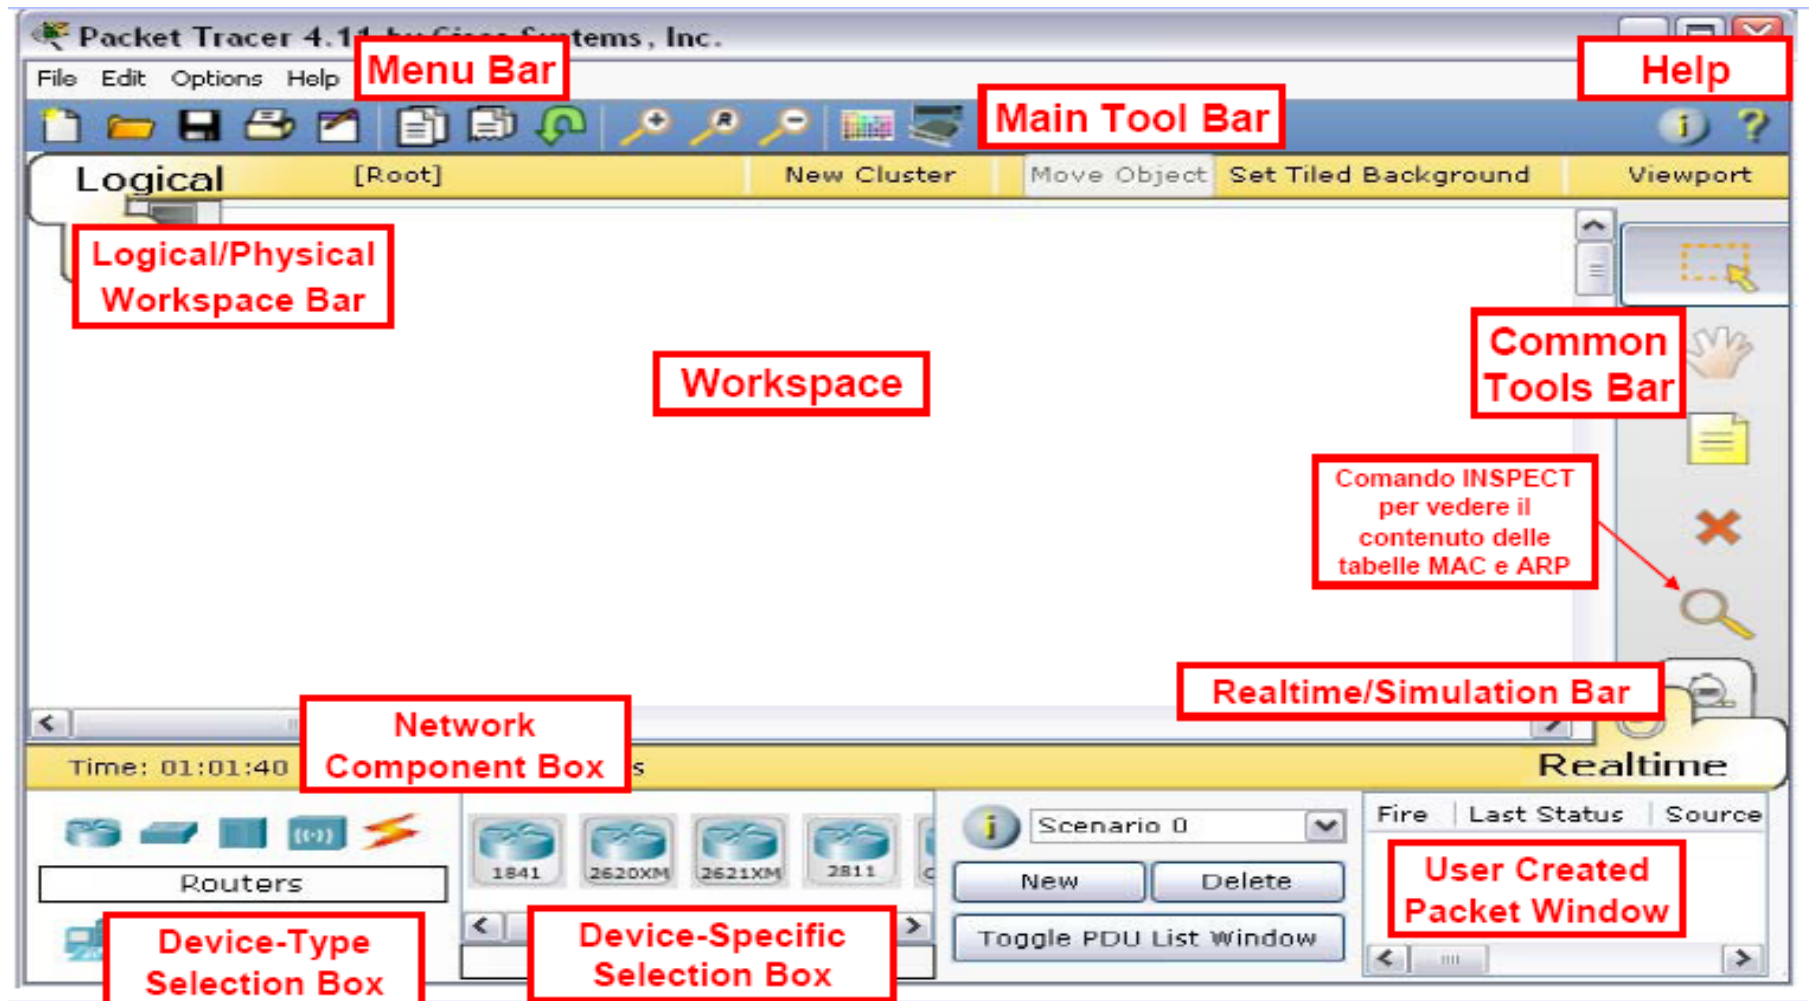 Packet Tracer 4.11 by Cisco Systems, Inc.
File Edit Options Help
Menu Bar
Help
Main Tool Bar
Logical
[Root]
New Cluster
Move Object
Set Tiled Background
Viewport
Logical/Physical
Workspace Bar
Workspace
Common
Tools Bar
Comando INSPECT
per vedere il
contenuto delle
tabelle MAC e ARP
Realtime/Simulation Bar
Network
Component Box
Time: 01:01:40
Realtime
Routers
1841
2620XM
2621XM
2811
Scenario 0
New
Delete
Toggle PDU List Window
Fire
Last Status
Source
User Created
Packet Window
Device-Type
Selection Box
Device-Specific
Selection Box